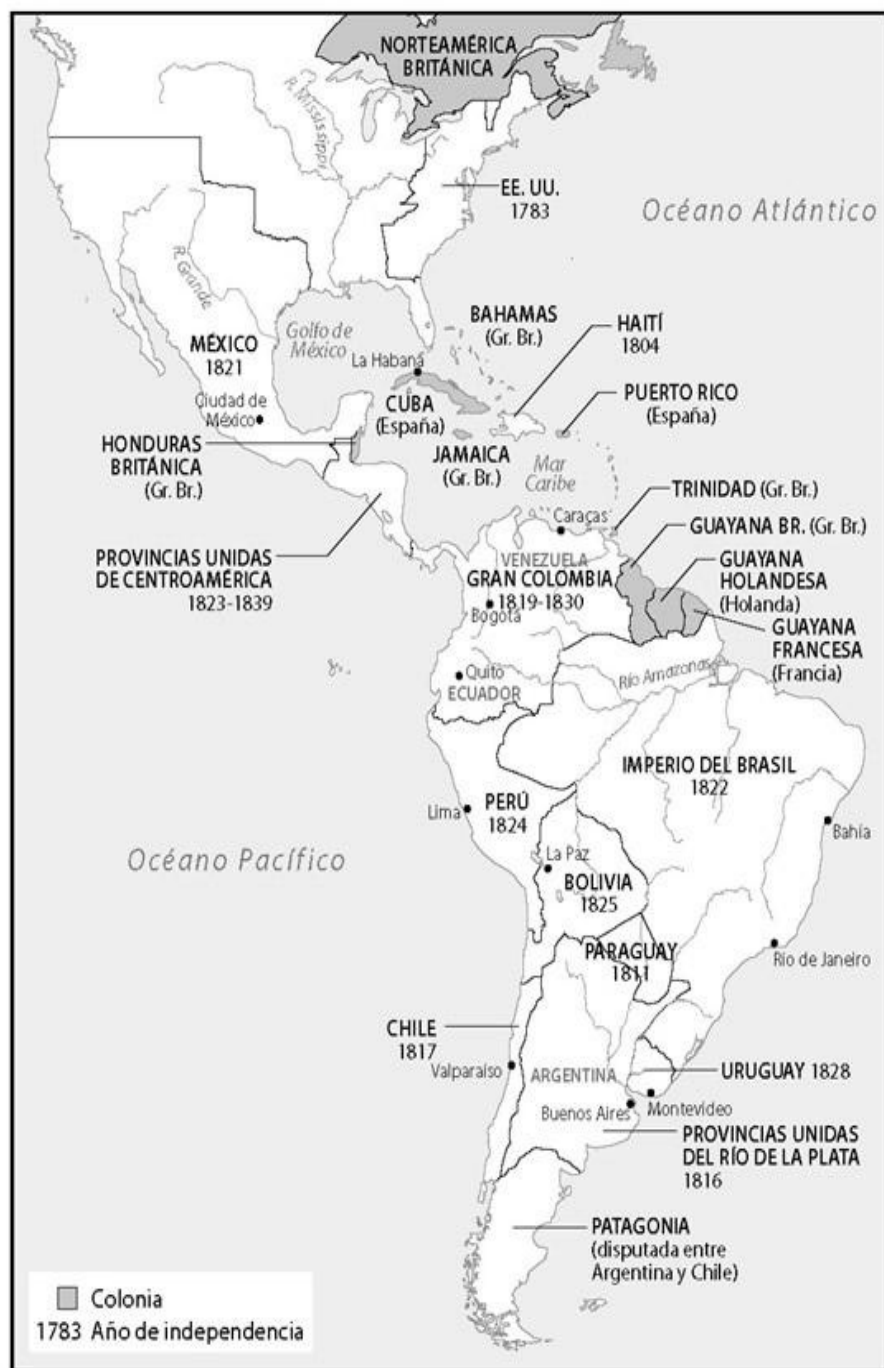 NORTEAMÉRICA
BRITÁNICA
R. Mississippi
EE. UU.
1783
Océano Atlántico
R. Grande
BAHAMAS
(Gr. Br.)
HAITÍ
1804
Golfo de
México
MÉXICO
1821
La Habaná
Ciudad de
México
CUBA
(España)
PUERTO RICO
(España)
HONDURAS
BRITÁNICA
(Gr. Br.)
JAMAICA
(Gr. Br.)
Mar
Caribe
TRINIDAD (Gr. Br.)
Caraças
GUAYANA BR. (Gr. Br.)
PROVINCIAS UNIDAS
DE CENTROAMÉRICA
1823-1839
VENEZUELA
GRAN COLOMBIA
1819-1830
GUAYANA
HOLANDESA
(Holanda)
Bogotá
GUAYANA
FRANCESA
(Francia)
Quito
ECUADOR
Río Amazonas
IMPERIO DEL BRASIL
1822
Lima
PERÚ
1824
Bahía
Océano Pacífico
La Paz
BOLIVIA
1825
PARAGUAY
1811
Río de Janeiro
CHILE
1817
Valparaíso
ARGENTINA
URUGUAY 1828
Buenos Aires
Montevideo
PROVINCIAS UNIDAS
DEL RÍO DE LA PLATA
1816
PATAGONIA
(disputada entre
Argentina y Chile)
Colonia
1783 Año de independencia